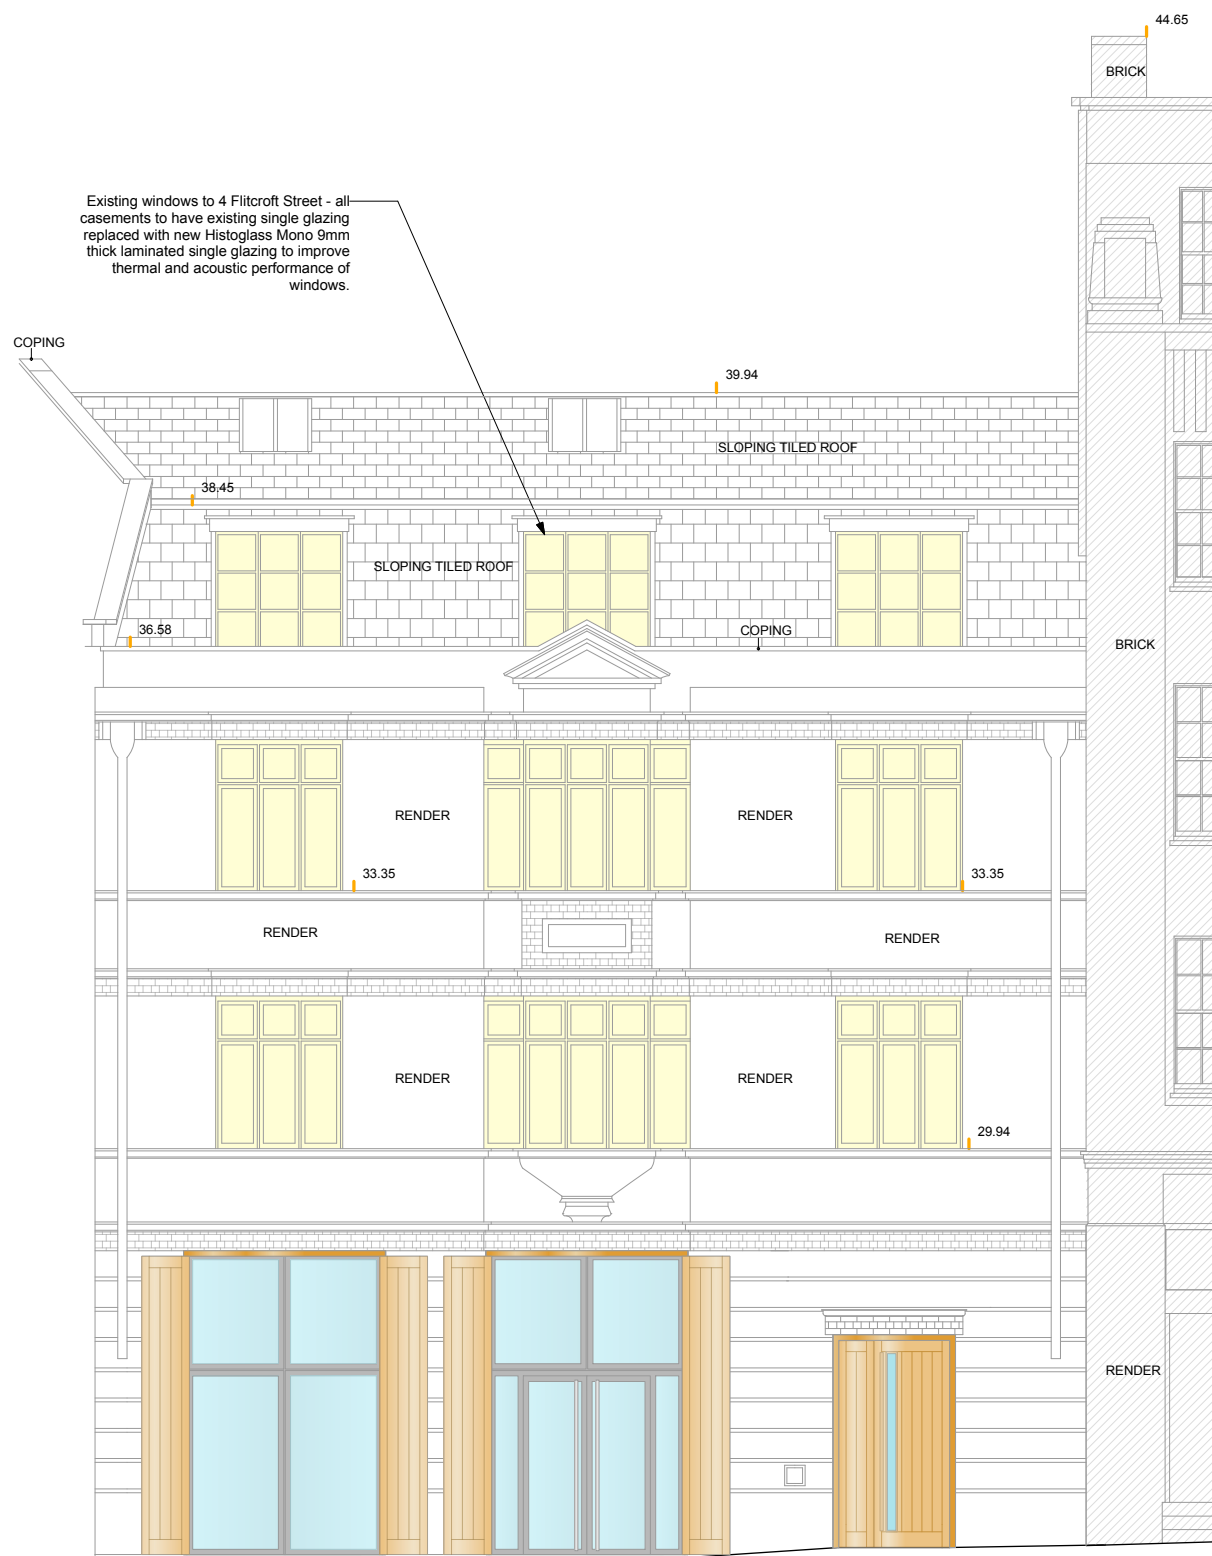 44.65
BRICK
Existing windows to 4 Flitcroft Street - all
casements to have existing single glazing
replaced with new Histoglass Mono 9mm
thick laminated single glazing to improve
thermal and acoustic performance of
windows.
COPING
39.94
SLOPING TILED ROOF
38.45
SLOPING TILED ROOF
36.58
COPING
BRICK
RENDER
RENDER
33.35
33.35
RENDER
RENDER
RENDER
RENDER
29.94
RENDER